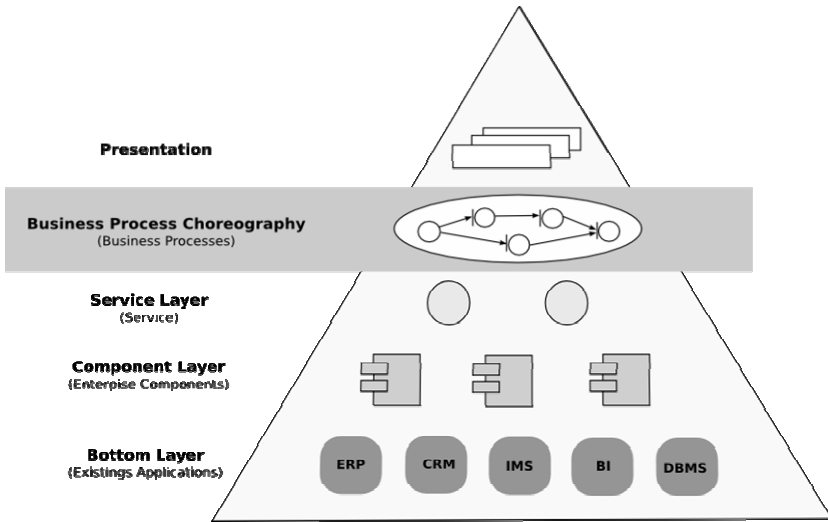 Presentation
Business Process Choreography
(Business Processes)
Service Layer
(Service)
Component Layer
(Enterpise Components)
Bottom Layer
(Existings Applications)
ERP CRM IMS BI DBMS